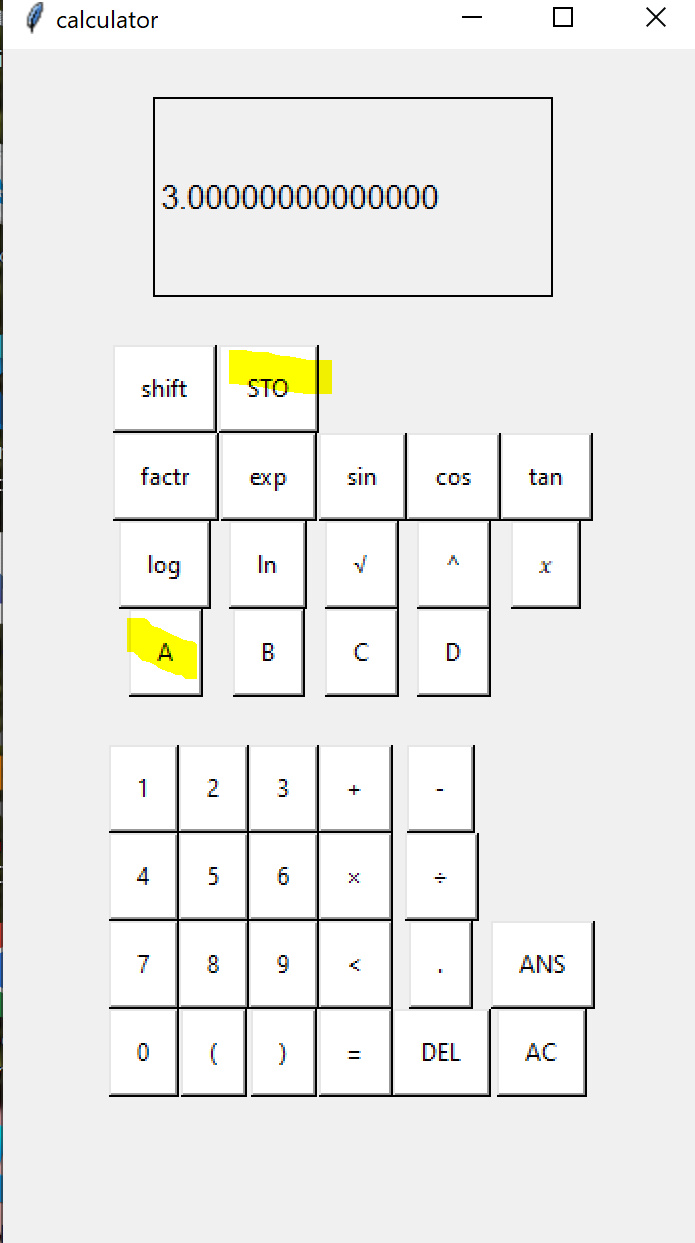 calculator
3.00000000000000
shift STO
factr exp sin cos tan
log ln √ ^ x
A B C D
1 2 3 + -
4 5 6 × ÷
7 8 9 < . ANS
0 ( ) = DEL AC